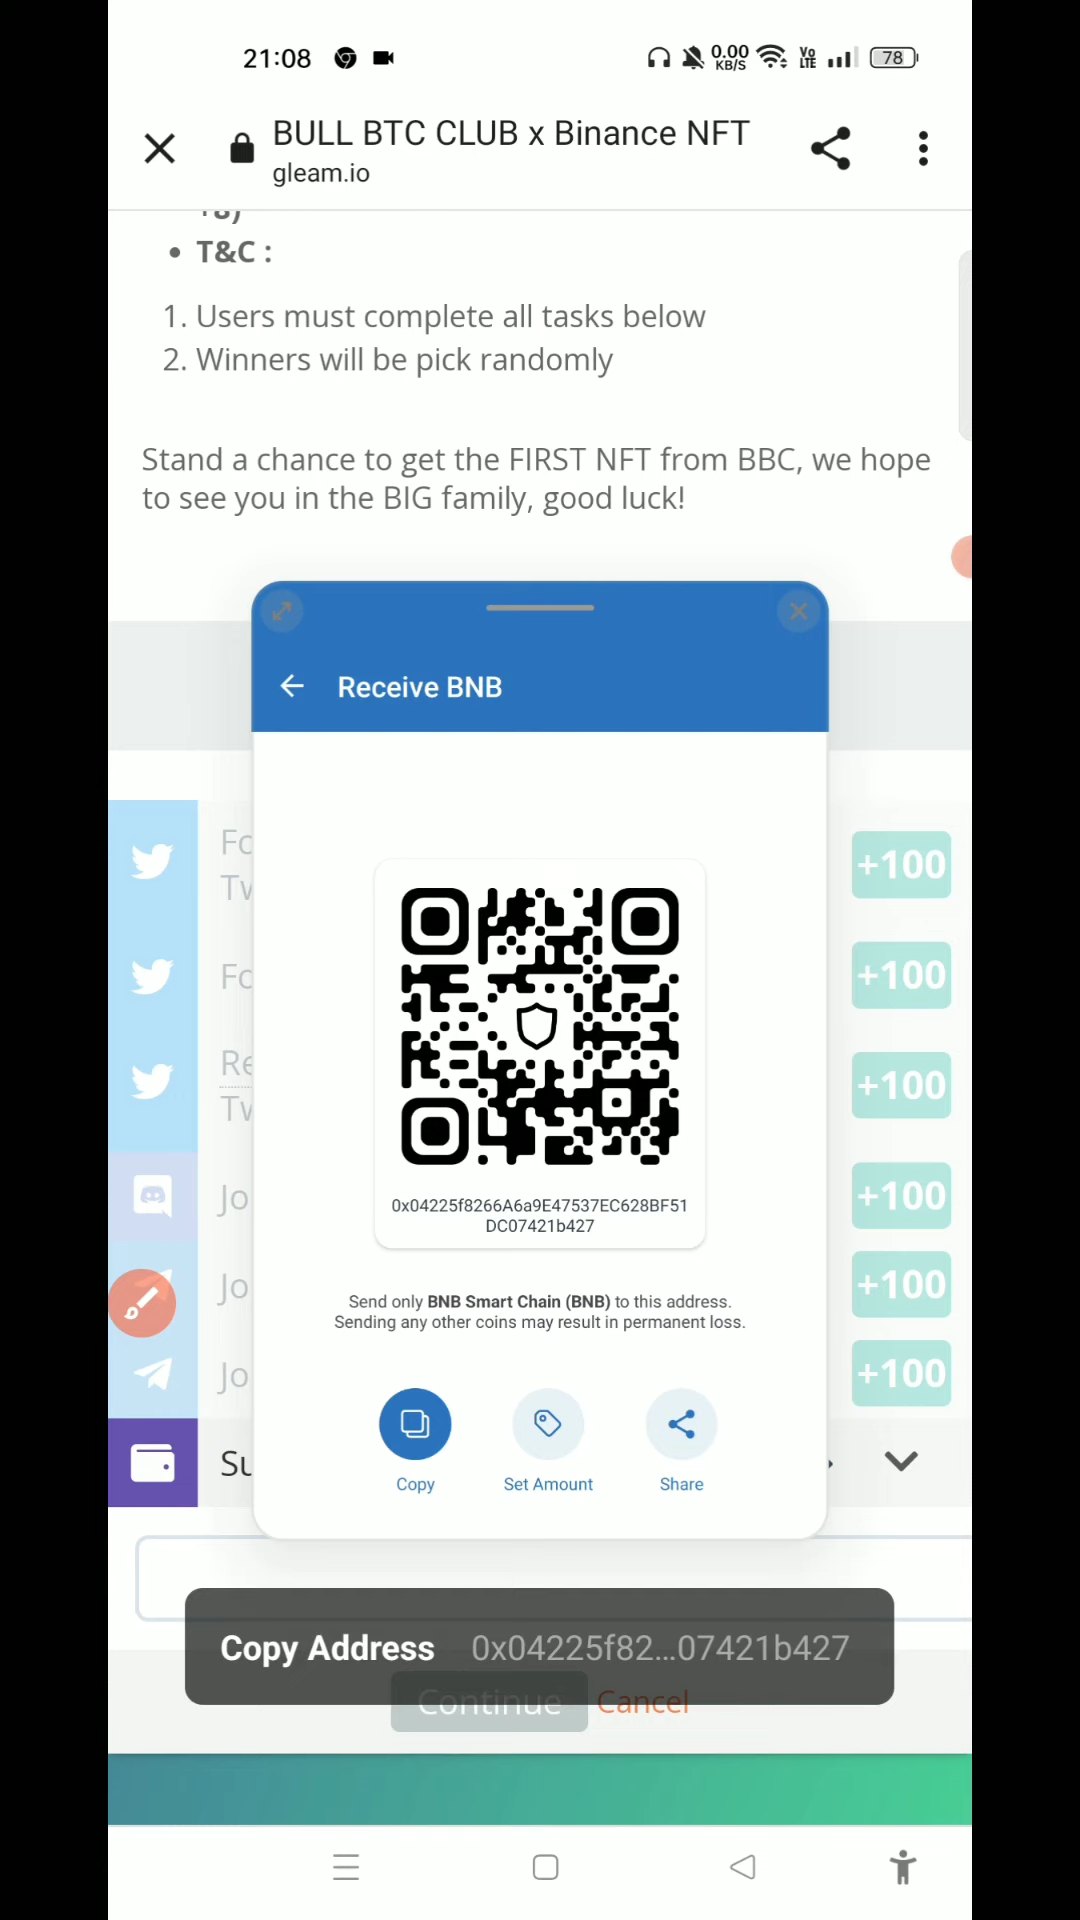 21:08
0.00
KB/S
Vo
LTE
78
BULL BTC CLUB x Binance NFT
gleam.io
• T&C :
1. Users must complete all tasks below
2. Winners will be pick randomly
Stand a chance to get the FIRST NFT from BBC, we hope
to see you in the BIG family, good luck!
Receive BNB
+100
+100
+100
+100
+100
+100
0x04225f8266A6a9E47537EC628BF51
DC07421b427
Send only BNB Smart Chain (BNB) to this address.
Sending any other coins may result in permanent loss.
Copy
Set Amount
Share
Copy Address 0x04225f82...07421b427
Continue Cancel